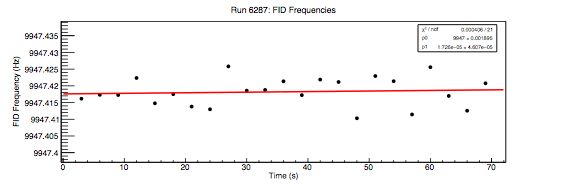 Run 6287: FID Frequencies
χ² / ndf 0.000406 / 21
p0 9947 ± 0.001895
p1 1.726e−05 ± 4.607e−05
FID Frequency (Hz)
9947.435
9947.43
9947.425
9947.42
9947.415
9947.41
9947.405
9947.4
0 10 20 30 40 50 60 70
Time (s)